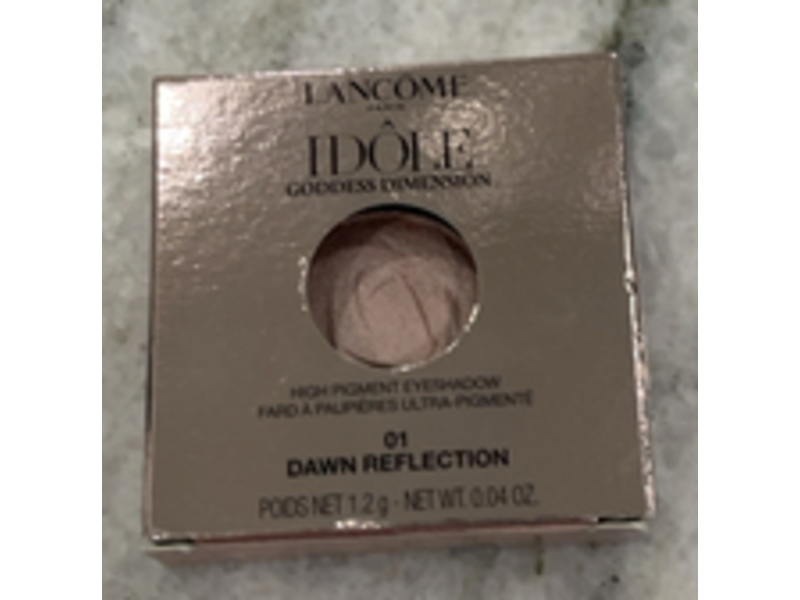 LANCÔME
PARIS
IDÔLE
GODDESS DIMENSION
HIGH PIGMENT EYESHADOW
FARD À PAUPIÈRES ULTRA-PIGMENTÉ
01
DAWN REFLECTION
POIDS NET 1.2 g - NET WT. 0.04 OZ.